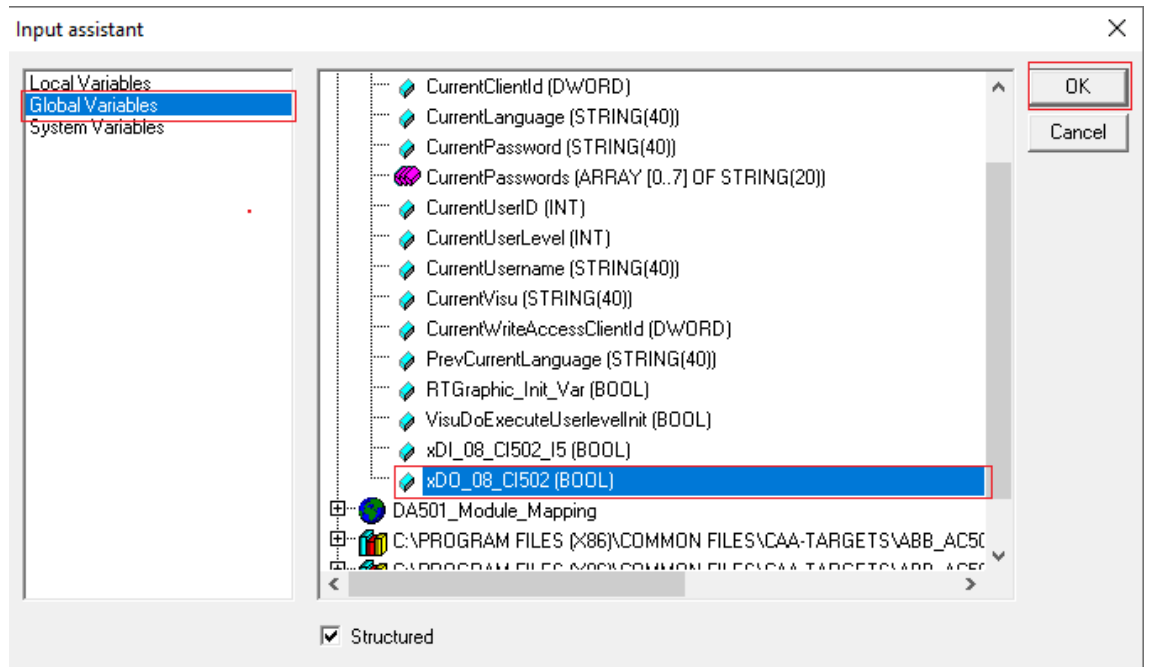 Input assistant
Local Variables
Global Variables
System Variables
CurrentClientId (DWORD)
CurrentLanguage (STRING(40))
CurrentPassword (STRING(40))
CurrentPasswords (ARRAY [0..7] OF STRING(20))
CurrentUserID (INT)
CurrentUserLevel (INT)
CurrentUsername (STRING(40))
CurrentVisu (STRING(40))
CurrentWriteAccessClientId (DWORD)
PrevCurrentLanguage (STRING(40))
RTGraphic_Init_Var (BOOL)
VisuDoExecuteUserlevelInit (BOOL)
xDI_08_CI502_I5 (BOOL)
xDO_08_CI502 (BOOL)
DA501_Module_Mapping
C:\PROGRAM FILES (X86)\COMMON FILES\CAA-TARGETS\ABB_AC50
OK
Cancel
Structured